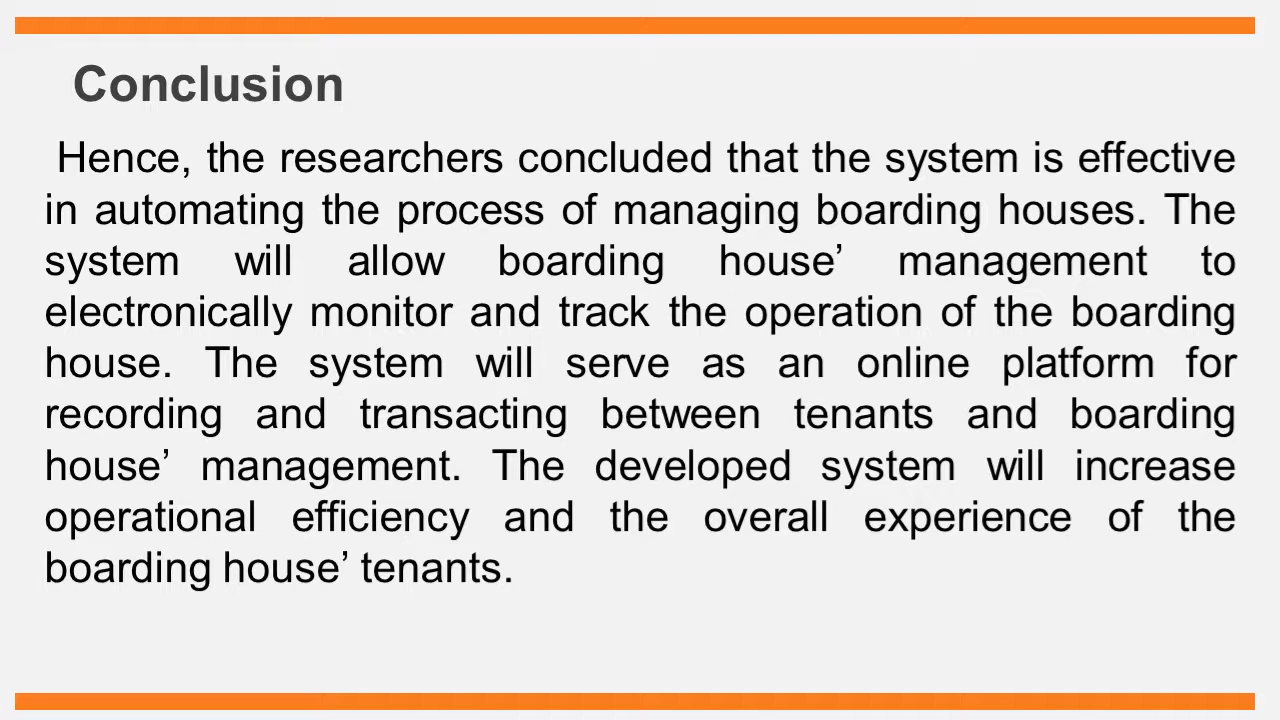 Conclusion
Hence, the researchers concluded that the system is effective
in automating the process of managing boarding houses. The
system will allow boarding house’ management to
electronically monitor and track the operation of the boarding
house. The system will serve as an online platform for
recording and transacting between tenants and boarding
house’ management. The developed system will increase
operational efficiency and the overall experience of the
boarding house’ tenants.